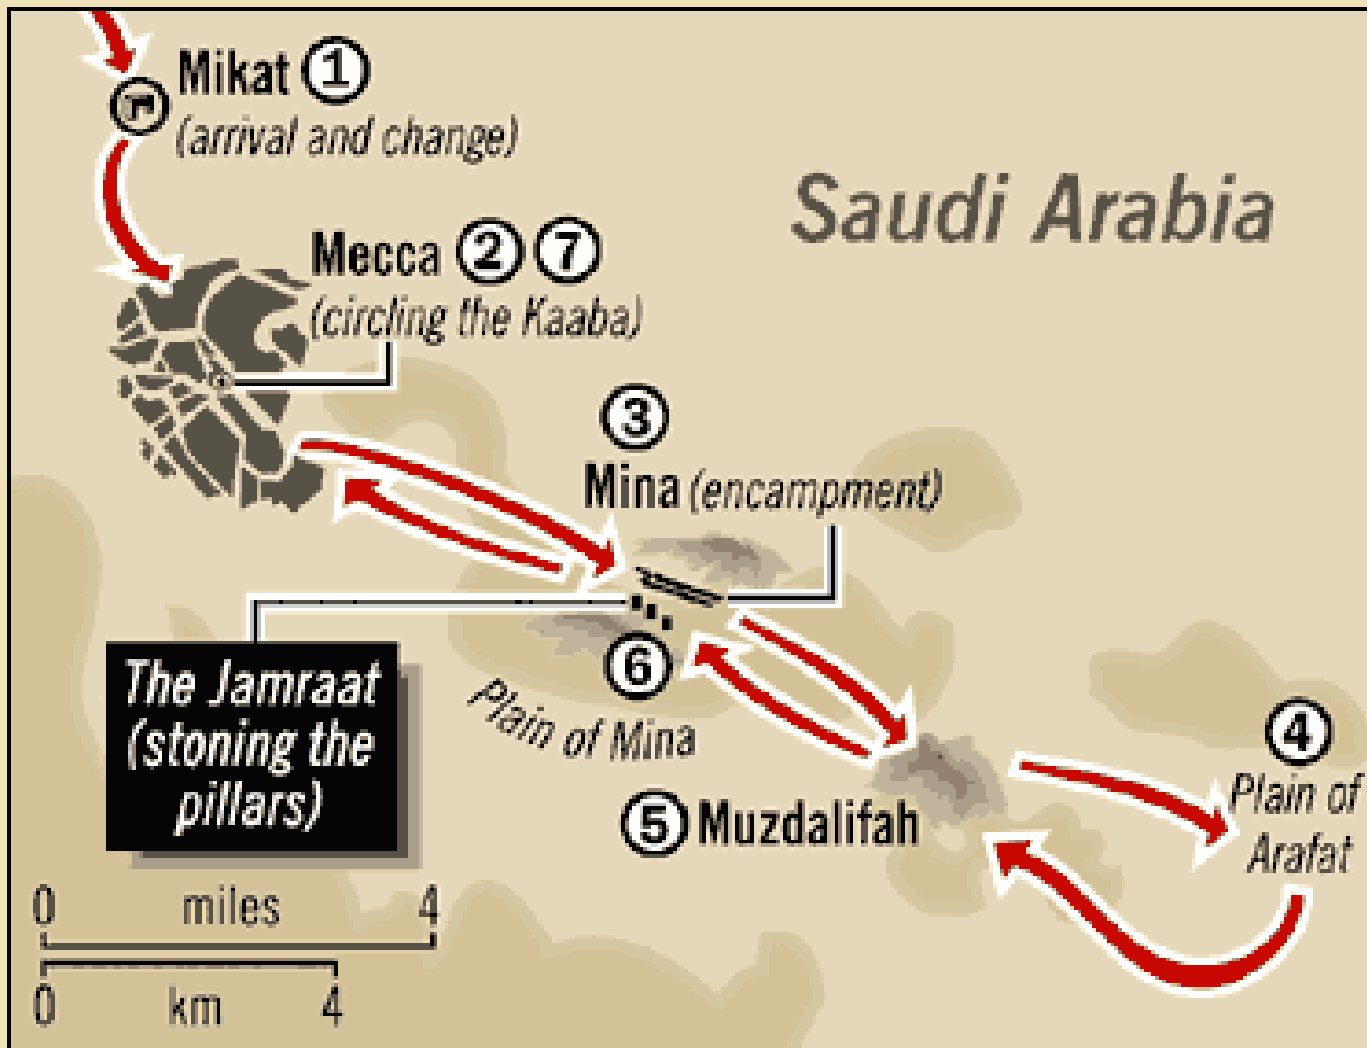 Mikat 1
(arrival and change)
Saudi Arabia
Mecca 2 7
(circling the Kaaba)
3
Mina (encampment)
The Jamraat
(stoning the
pillars)
6
Plain of Mina
4
Plain of
Arafat
5 Muzdalifah
0 miles 4
0 km 4